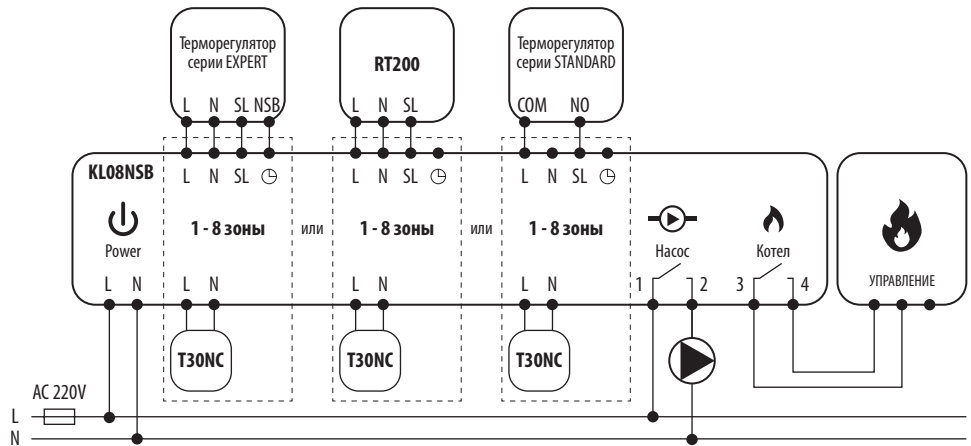 Терморегулятор
серии EXPERT
RT200
Терморегулятор
серии STANDARD
L N SL NSB
L N SL
COM NO
KL08NSB
L N SL
L N SL
L N SL
Power
1 - 8 зоны
или
1 - 8 зоны
или
1 - 8 зоны
Насос
Котел
УПРАВЛЕНИЕ
L N
L N
L N
L N
1 2
3 4
T30NC
T30NC
T30NC
AC 220V
L
N